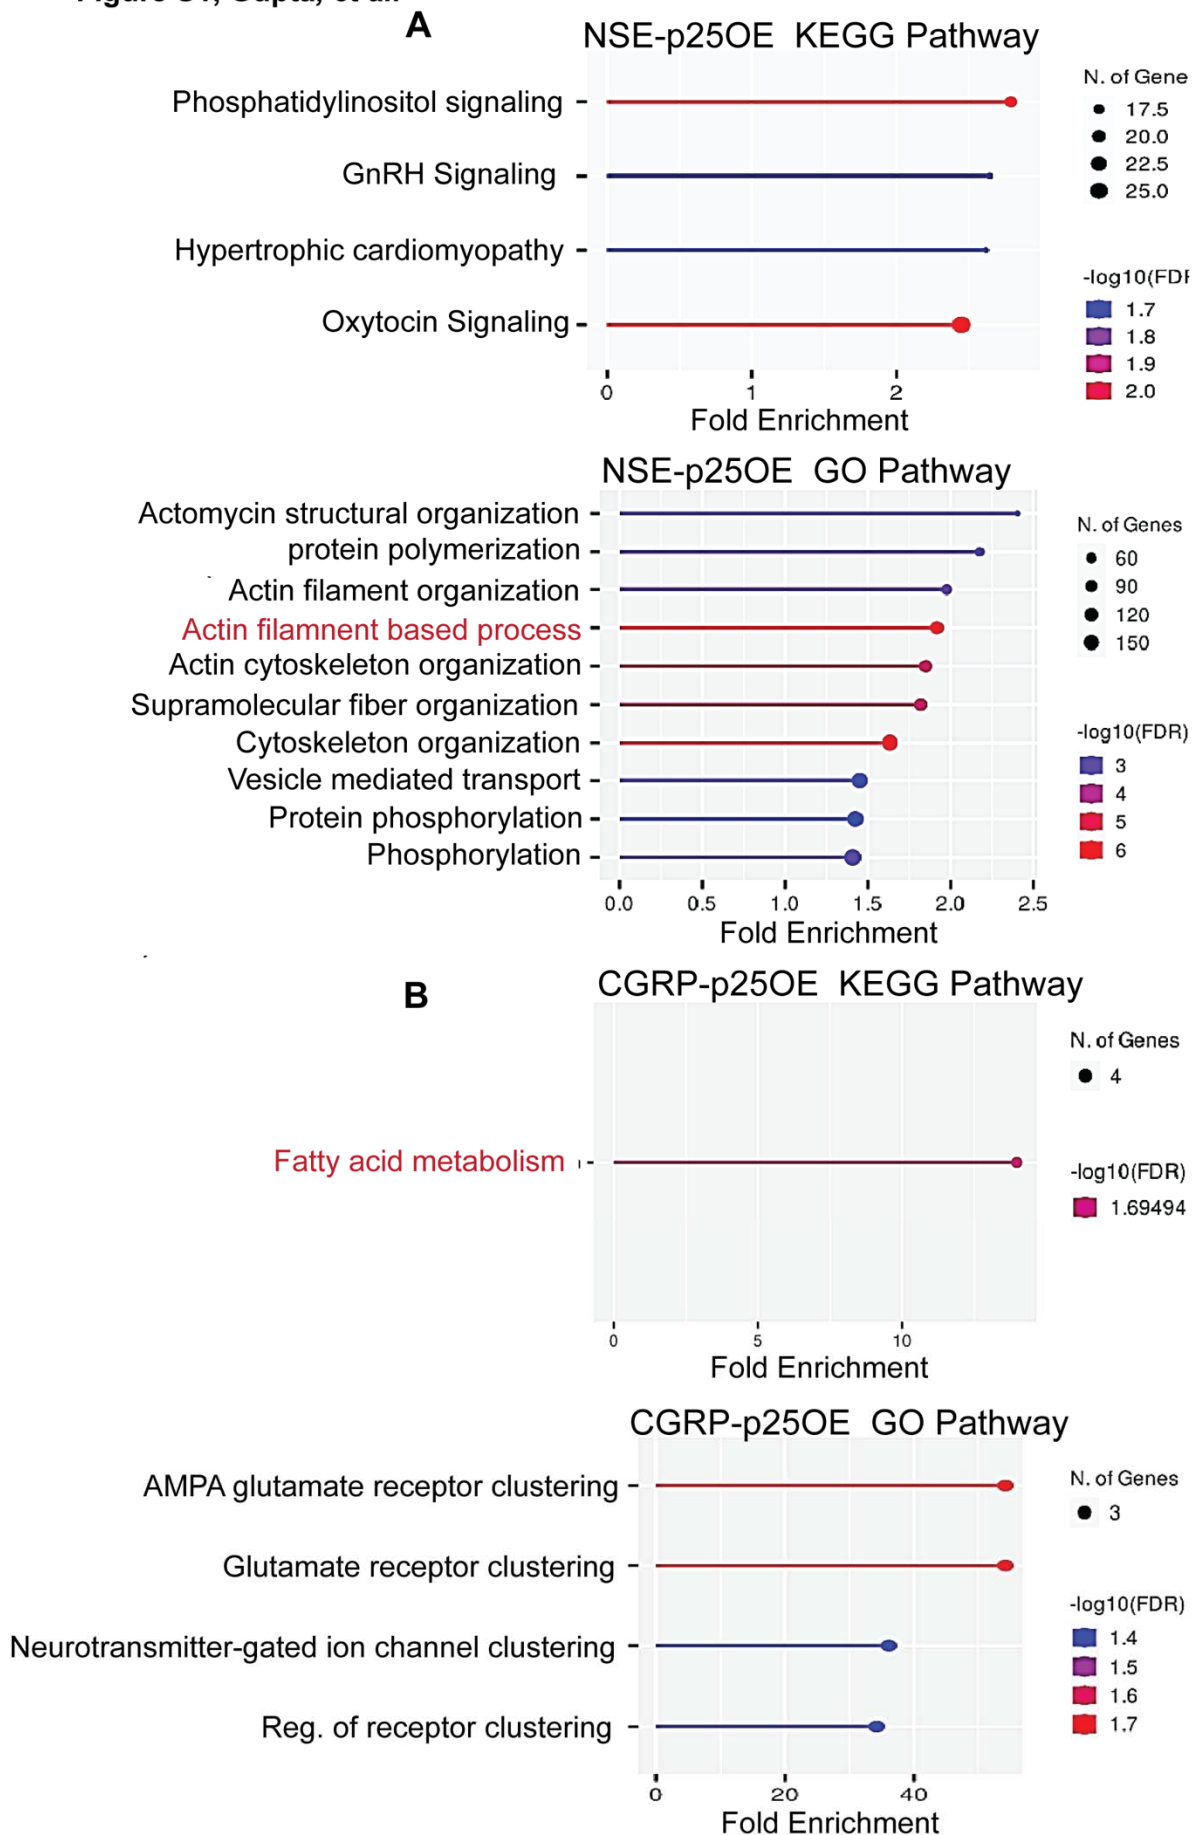 Figure S1, Gupta, et al.
A
NSE-p25OE KEGG Pathway
Phosphatidylinositol signaling
GnRH Signaling
Hypertrophic cardiomyopathy
Oxytocin Signaling
0 1 2
Fold Enrichment
N. of Gene
17.5
20.0
22.5
25.0
-log10(FDR
1.7
1.8
1.9
2.0
NSE-p25OE GO Pathway
Actomycin structural organization
protein polymerization
Actin filament organization
Actin filamnent based process
Actin cytoskeleton organization
Supramolecular fiber organization
Cytoskeleton organization
Vesicle mediated transport
Protein phosphorylation
Phosphorylation
0.0 0.5 1.0 1.5 2.0 2.5
Fold Enrichment
N. of Genes
60
90
120
150
-log10(FDR)
3
4
5
6
B
CGRP-p25OE KEGG Pathway
Fatty acid metabolism
0 5 10
Fold Enrichment
N. of Genes
4
-log10(FDR)
1.69494
CGRP-p25OE GO Pathway
AMPA glutamate receptor clustering
Glutamate receptor clustering
Neurotransmitter-gated ion channel clustering
Reg. of receptor clustering
0 20 40
Fold Enrichment
N. of Genes
3
-log10(FDR)
1.4
1.5
1.6
1.7